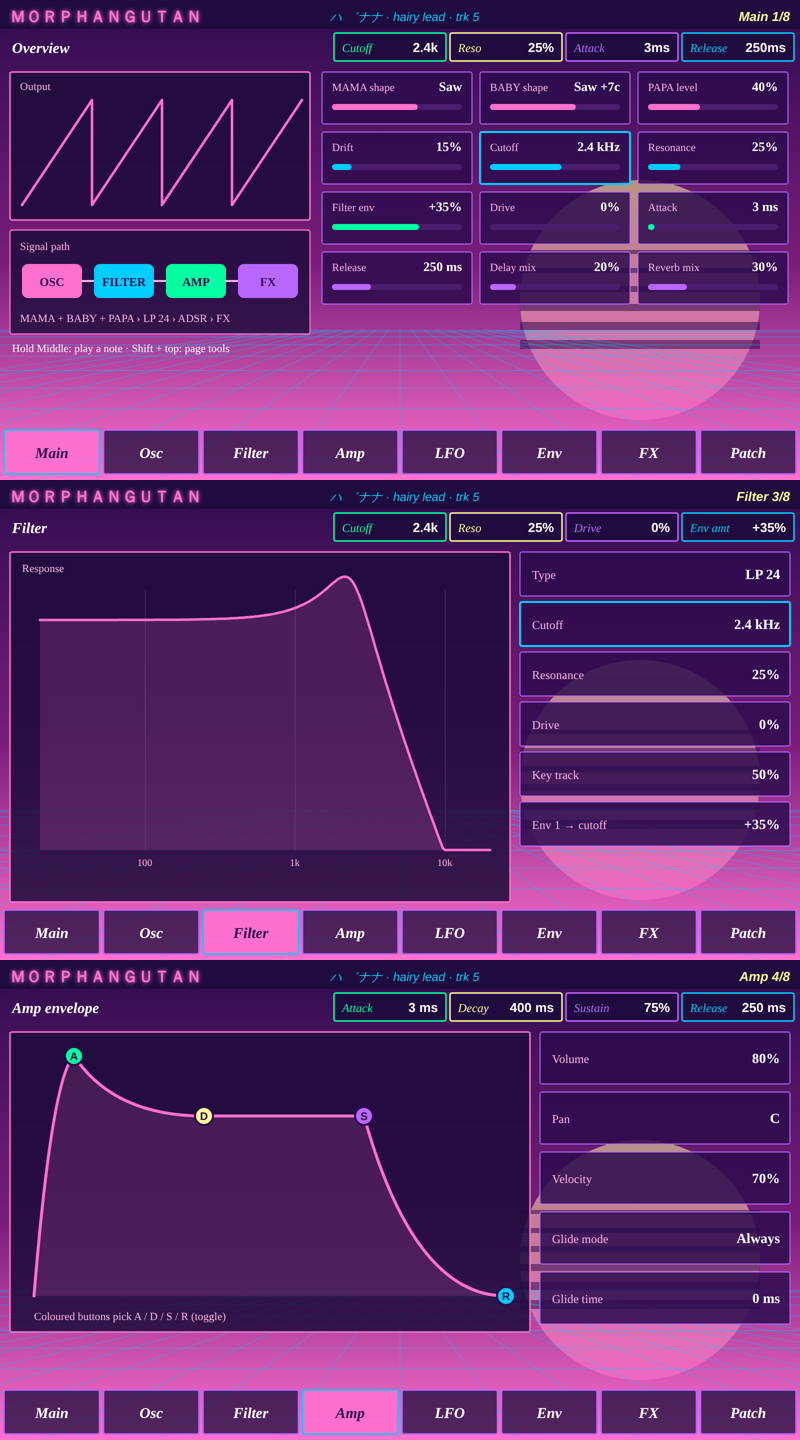 MORPHANGUTAN
バナナ · hairy lead · trk 5
Main 1/8
Overview
Cutoff 2.4k
Reso 25%
Attack 3ms
Release 250ms
Output
MAMA shape Saw
BABY shape Saw +7c
PAPA level 40%
Drift 15%
Cutoff 2.4 kHz
Resonance 25%
Signal path
OSC FILTER AMP FX
MAMA + BABY + PAPA › LP 24 › ADSR › FX
Filter env +35%
Drive 0%
Attack 3 ms
Release 250 ms
Delay mix 20%
Reverb mix 30%
Hold Middle: play a note · Shift + top: page tools
Main Osc Filter Amp LFO Env FX Patch
MORPHANGUTAN
バナナ · hairy lead · trk 5
Filter 3/8
Filter
Cutoff 2.4k
Reso 25%
Drive 0%
Env amt +35%
Response
100 1k 10k
Type LP 24
Cutoff 2.4 kHz
Resonance 25%
Drive 0%
Key track 50%
Env 1 → cutoff +35%
Main Osc Filter Amp LFO Env FX Patch
MORPHANGUTAN
バナナ · hairy lead · trk 5
Amp 4/8
Amp envelope
Attack 3 ms
Decay 400 ms
Sustain 75%
Release 250 ms
A
D
S
R
Coloured buttons pick A / D / S / R (toggle)
Volume 80%
Pan C
Velocity 70%
Glide mode Always
Glide time 0 ms
Main Osc Filter Amp LFO Env FX Patch